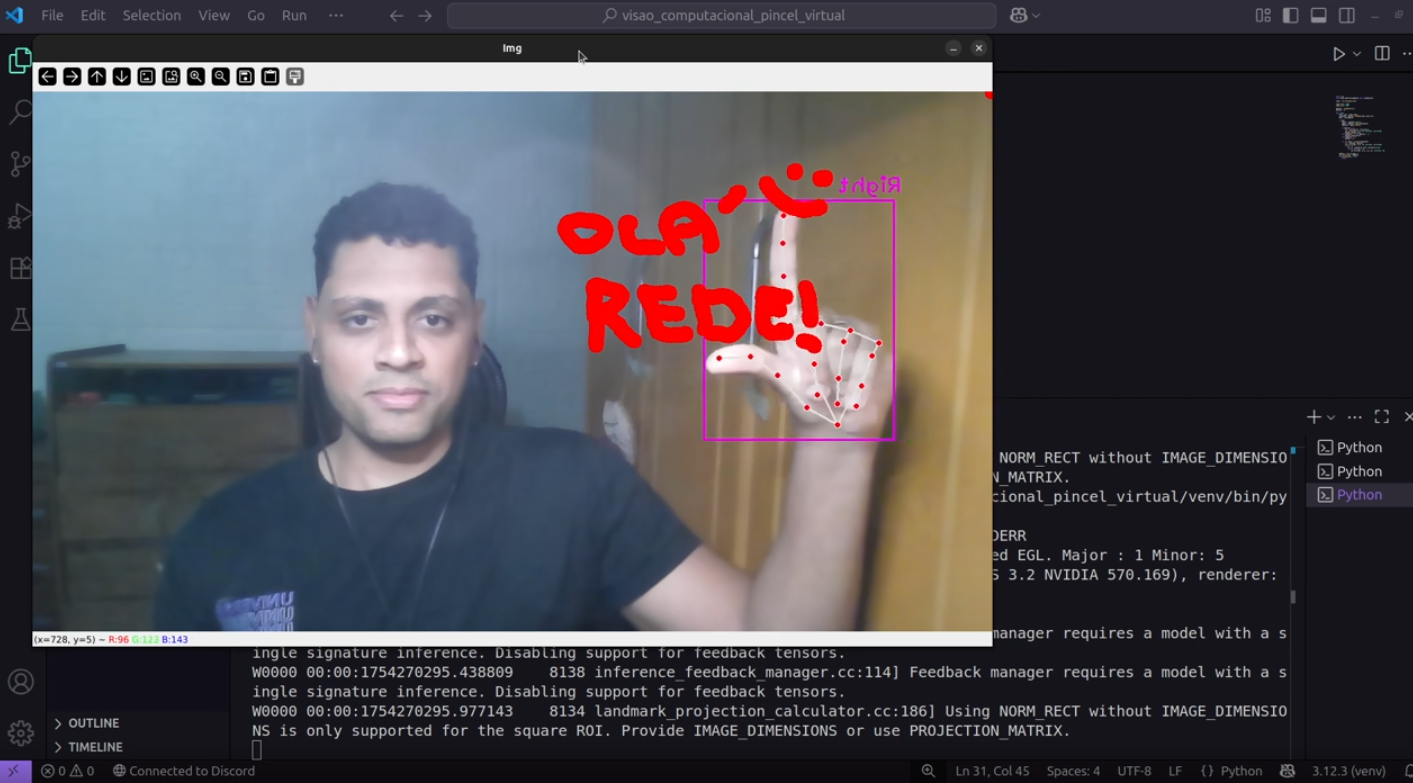 File Edit Selection View Go Run ··· visao_computacional_pincel_virtual
Img
Right
OLA
REDE!
(x=728, y=5) ~ R:96 G:123 B:143
NORM_RECT without IMAGE_DIMENSIO
N_MATRIX.
cional_pincel_virtual/venv/bin/py
DERR
ed EGL. Major : 1 Minor: 5
S 3.2 NVIDIA 570.169), renderer:
manager requires a model with a s
ingle signature inference. Disabling support for feedback tensors.
W0000 00:00:1754270295.438809 8138 inference_feedback_manager.cc:114] Feedback manager requires a model with a s
ingle signature inference. Disabling support for feedback tensors.
W0000 00:00:1754270295.977143 8134 landmark_projection_calculator.cc:186] Using NORM_RECT without IMAGE_DIMENSIO
NS is only supported for the square ROI. Provide IMAGE_DIMENSIONS or use PROJECTION_MATRIX.
Python
Python
Python
OUTLINE
TIMELINE
0 0 Connected to Discord Ln 31, Col 45 Spaces: 4 UTF-8 LF {} Python 3.12.3 (venv)